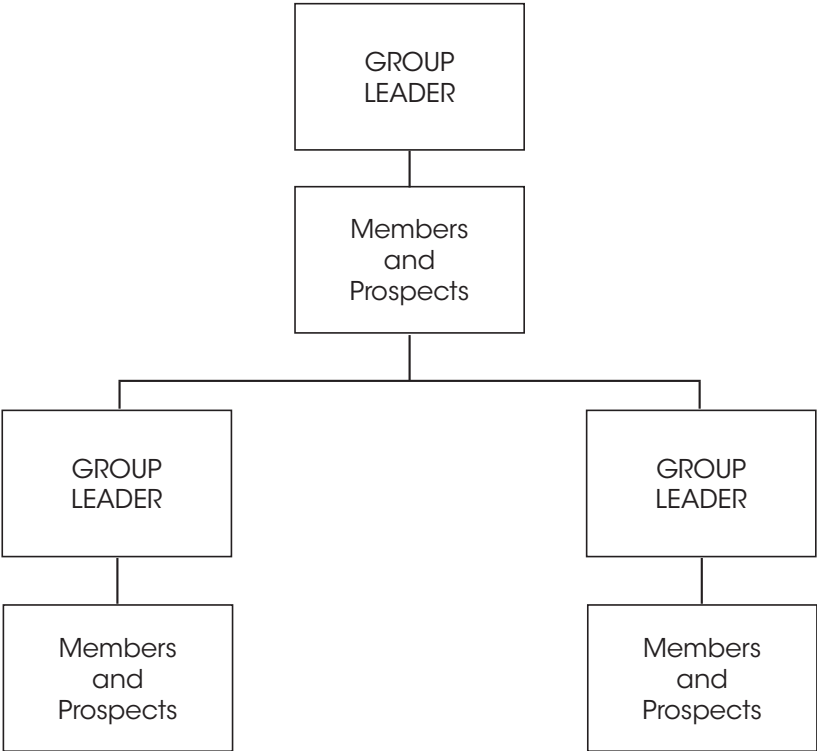 GROUP
LEADER
Members
and
Prospects
GROUP
LEADER
GROUP
LEADER
Members
and
Prospects
Members
and
Prospects